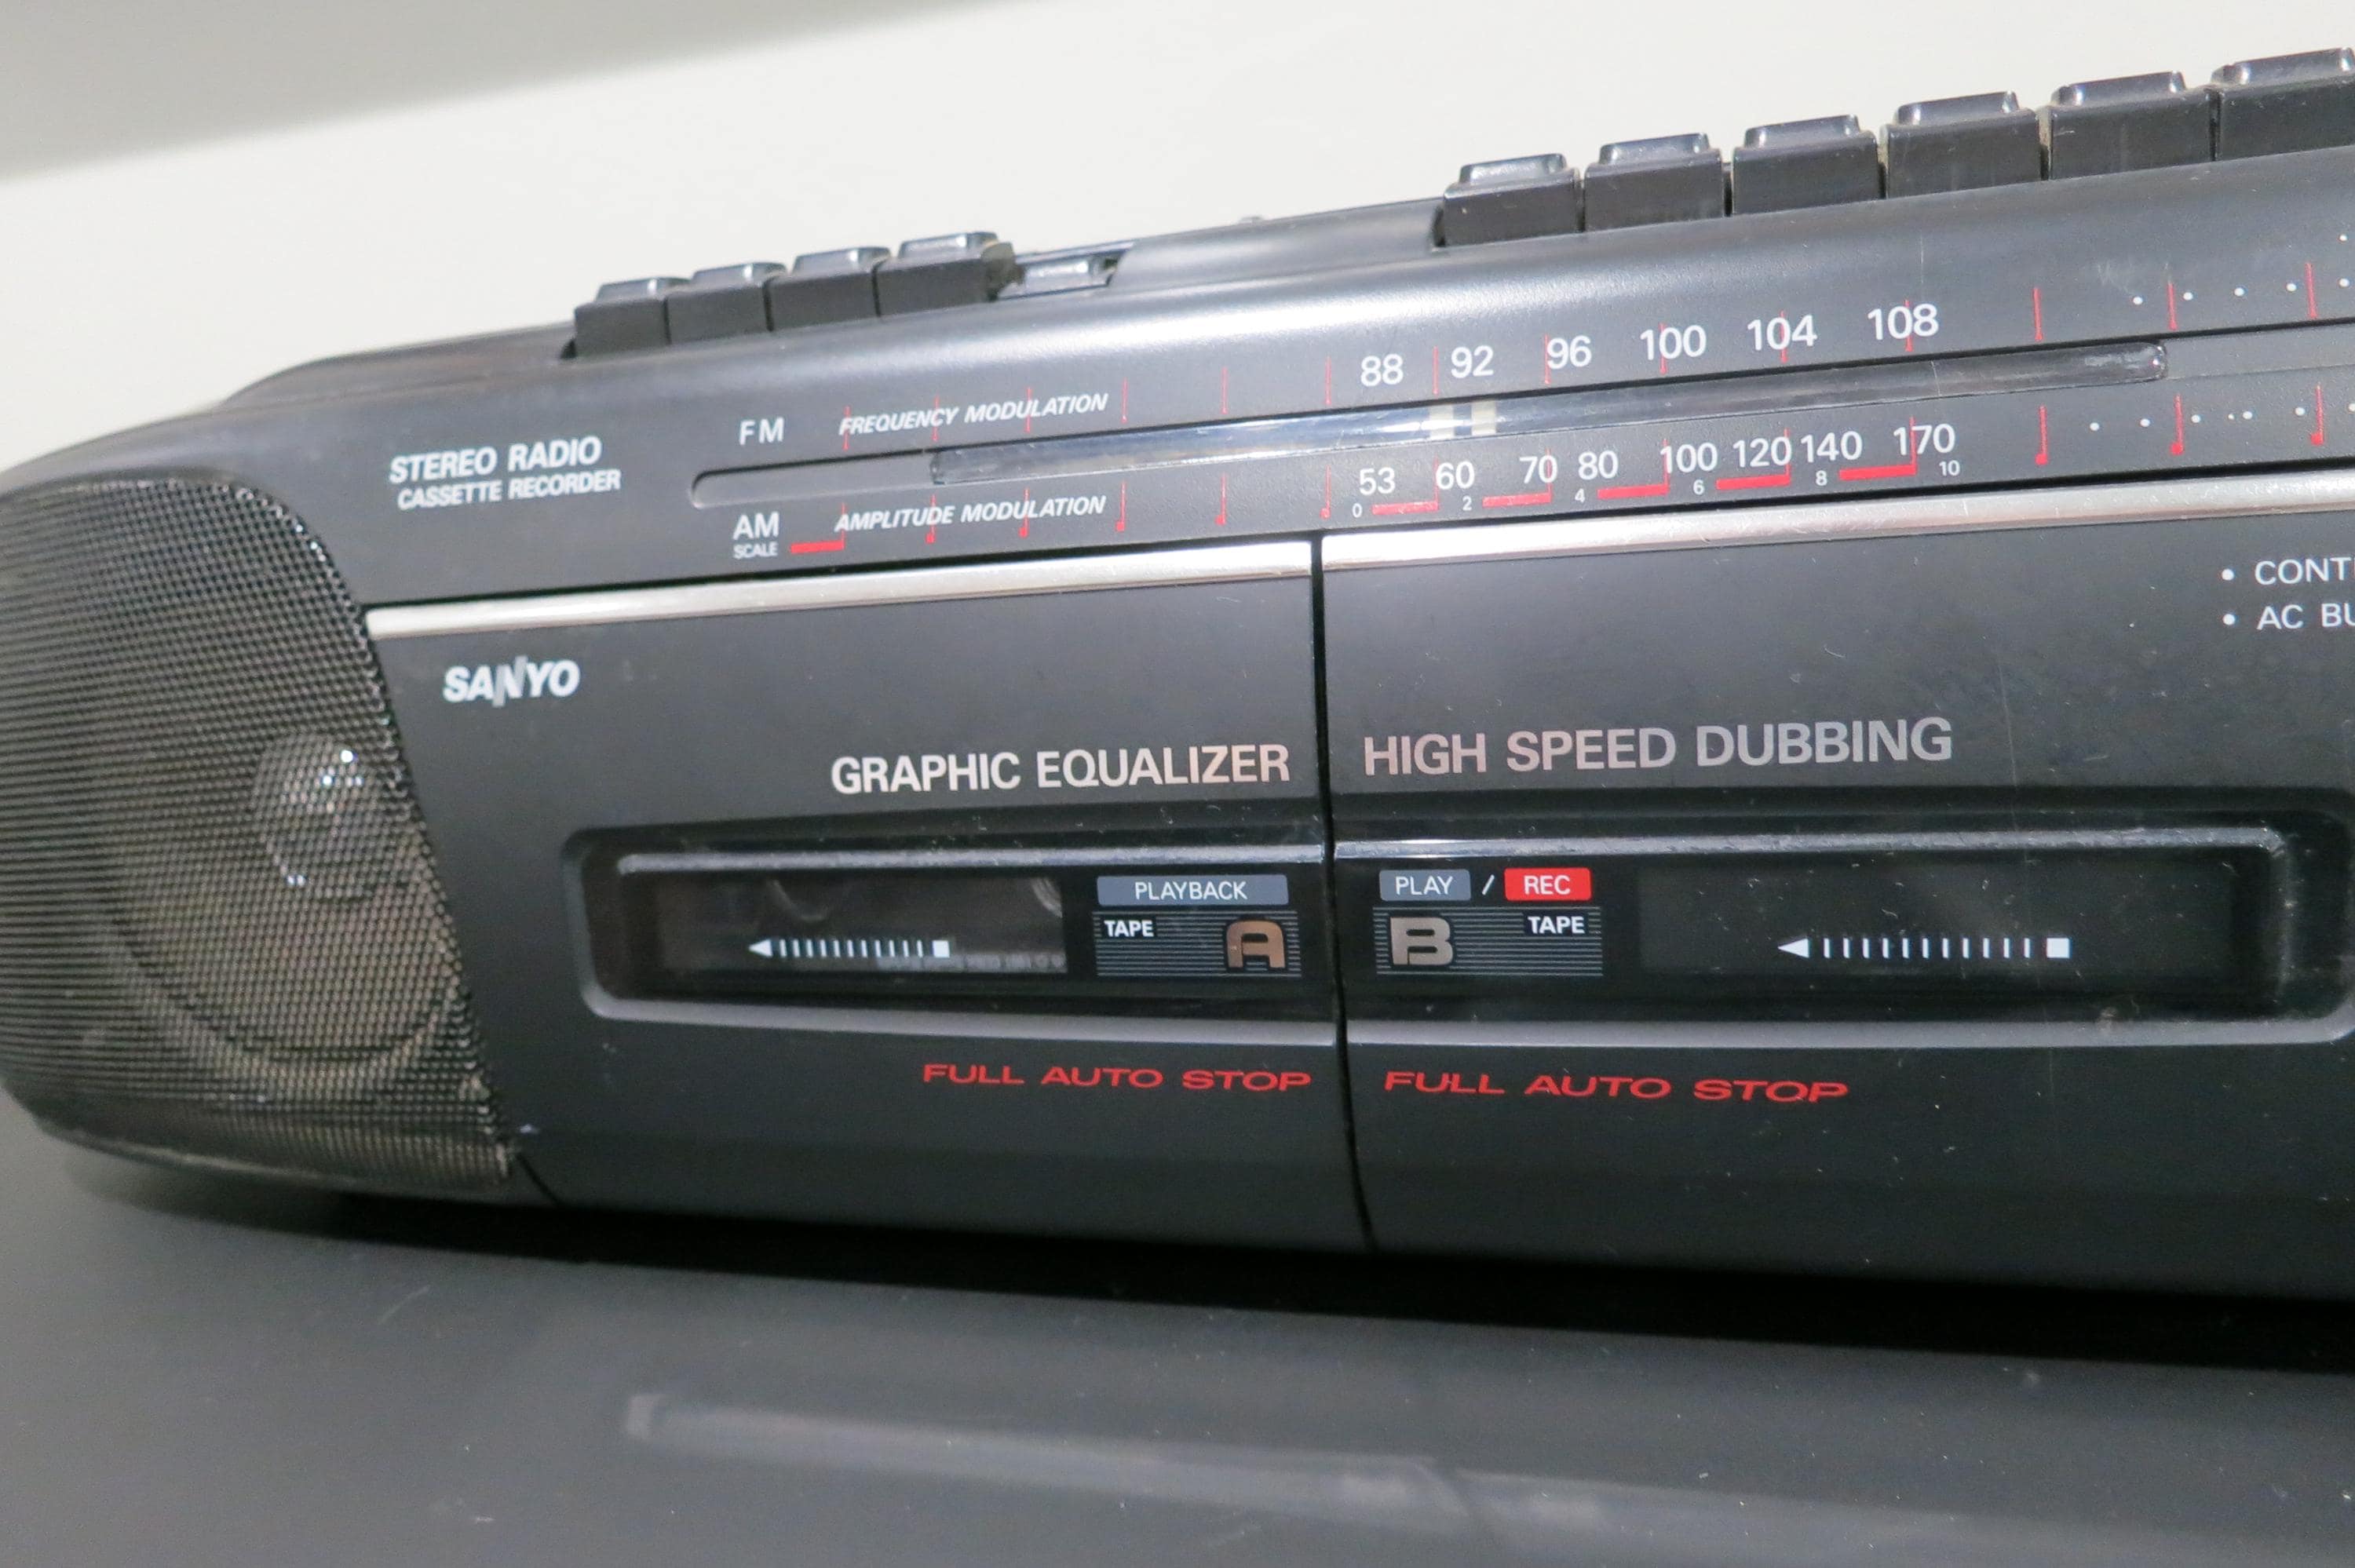 STEREO RADIO
CASSETTE RECORDER
FM
FREQUENCY MODULATION
88 92 96 100 104 108
AM
SCALE
AMPLITUDE MODULATION
53 60 70 80 100 120 140 170
0 2 4 6 8 10
• CONT
• AC BU
SANYO
GRAPHIC EQUALIZER
HIGH SPEED DUBBING
PLAYBACK
TAPE A
PLAY / REC
B TAPE
FULL AUTO STOP
FULL AUTO STOP